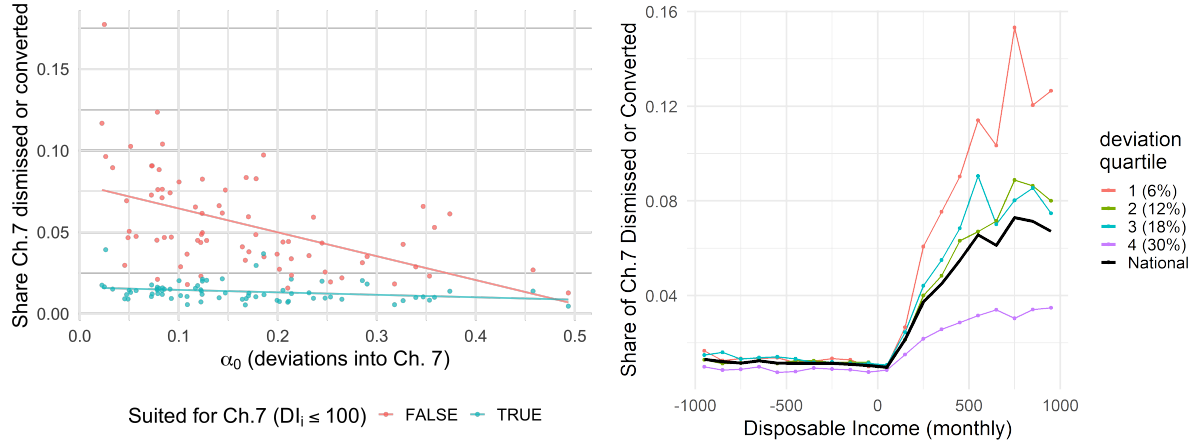 Share Ch.7 dismissed or converted
0.15
0.10
0.05
0.00
0.0
0.1
0.2
0.3
0.4
0.5
α₀ (deviations into Ch. 7)
Suited for Ch.7 (DIᵢ ≤ 100)
FALSE
TRUE
Share of Ch.7 Dismissed or Converted
0.16
0.12
0.08
0.04
-1000
-500
0
500
1000
Disposable Income (monthly)
deviation
quartile
1 (6%)
2 (12%)
3 (18%)
4 (30%)
National